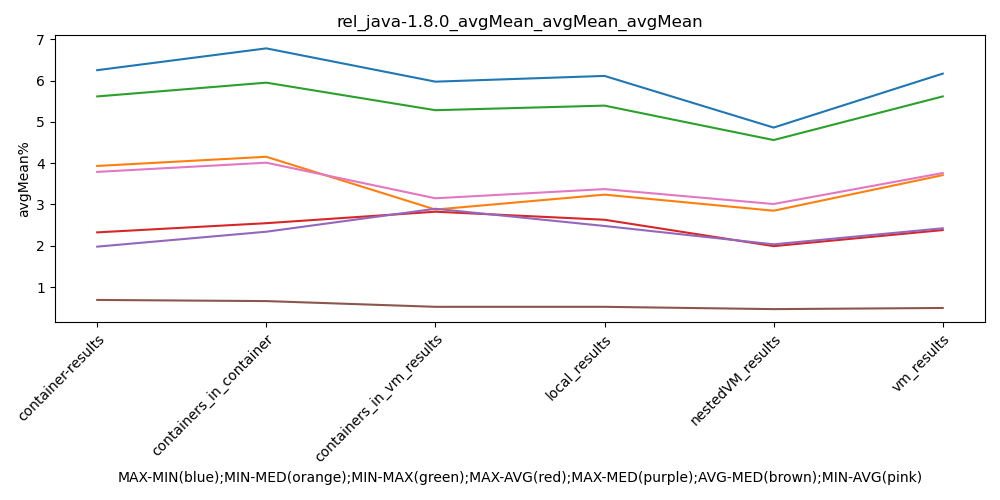 rel_java-1.8.0_avgMean_avgMean_avgMean
7
6
5
4
3
2
1
avgMean%
container-results
containers_in_container
containers_in_vm_results
local_results
nestedVM_results
vm_results
MAX-MIN(blue);MIN-MED(orange);MIN-MAX(green);MAX-AVG(red);MAX-MED(purple);AVG-MED(brown);MIN-AVG(pink)